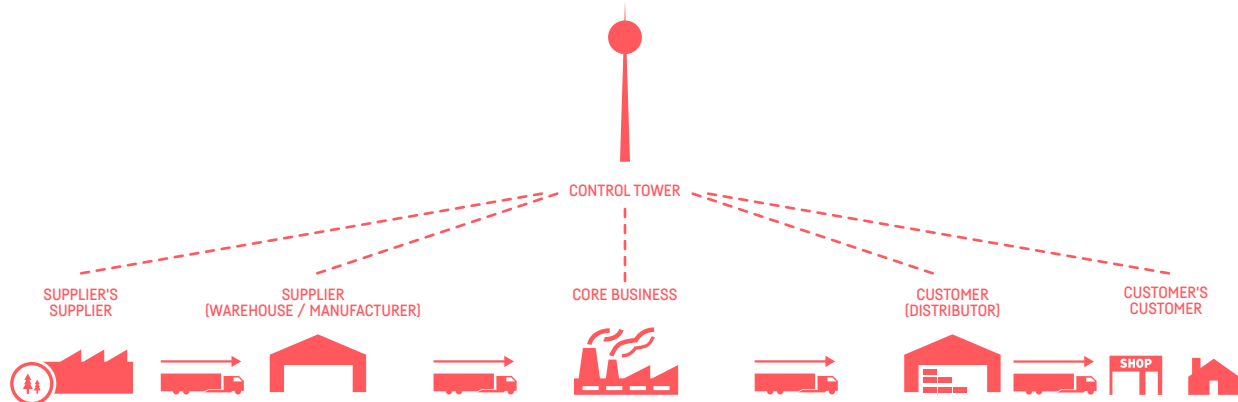 CONTROL TOWER
SUPPLIER'S
SUPPLIER
SUPPLIER
(WAREHOUSE / MANUFACTURER)
CORE BUSINESS
CUSTOMER
(DISTRIBUTOR)
CUSTOMER'S
CUSTOMER
SHOP